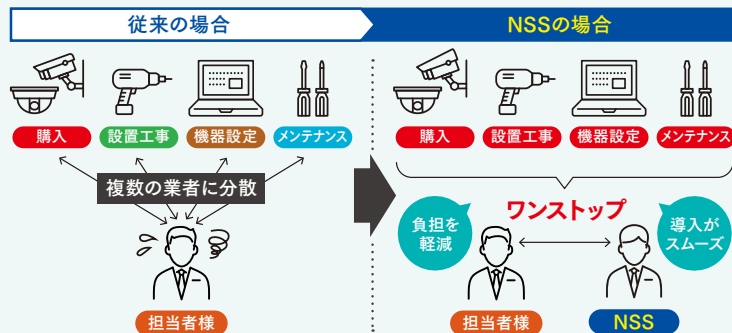 従来の場合
NSSの場合
購入
設置工事
機器設定
メンテナンス
複数の業者に分散
担当者様
購入
設置工事
機器設定
メンテナンス
ワンストップ
負担を
軽減
導入が
スムーズ
担当者様
NSS